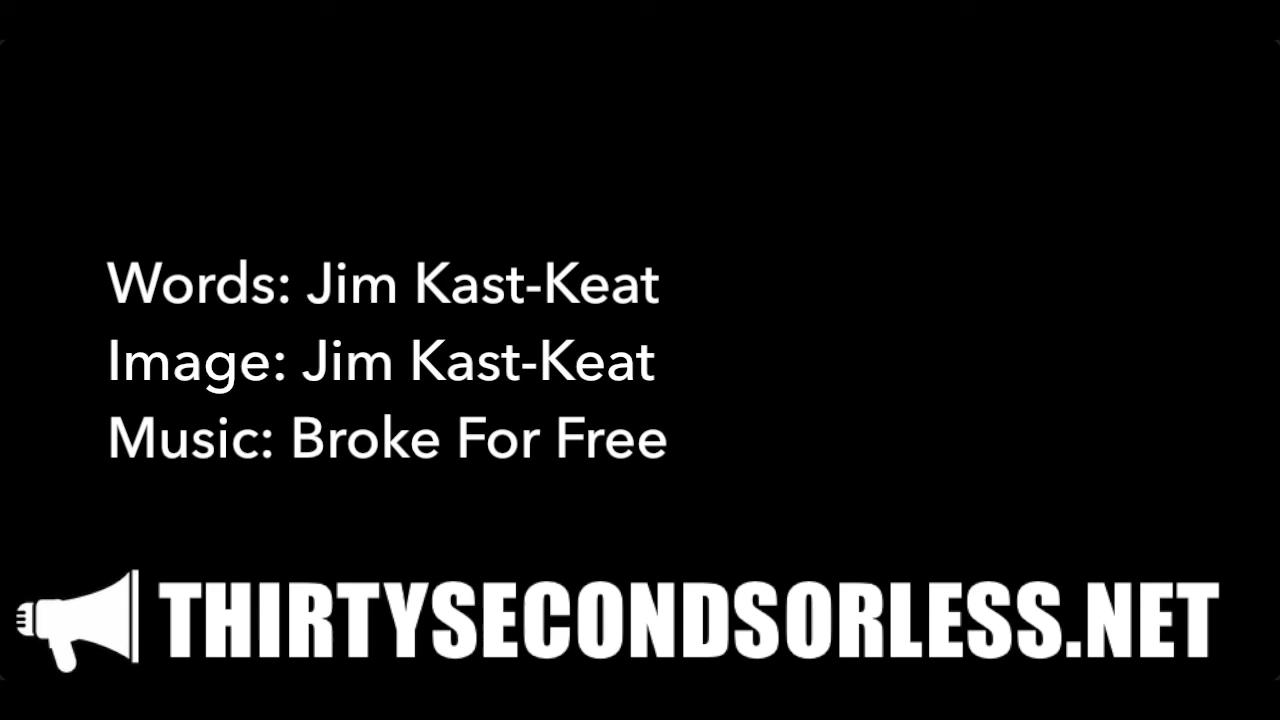 Words: Jim Kast-Keat
Image: Jim Kast-Keat
Music: Broke For Free
THIRTYSECONDSORLESS.NET